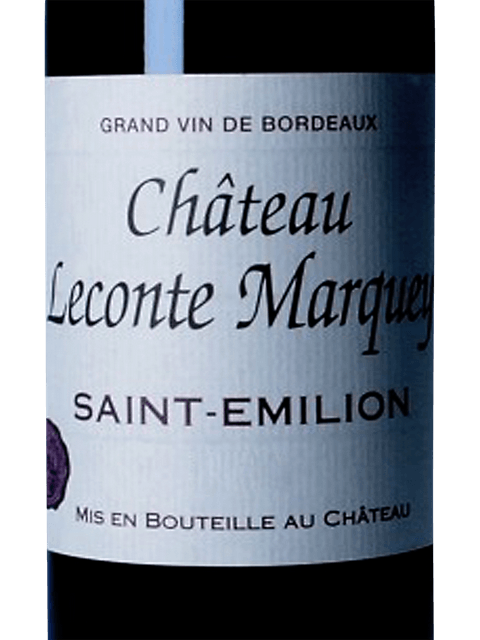 GRAND VIN DE BORDEAUX
Château
Leconte Marquey
SAINT-EMILION
MIS EN BOUTEILLE AU CHÂTEAU